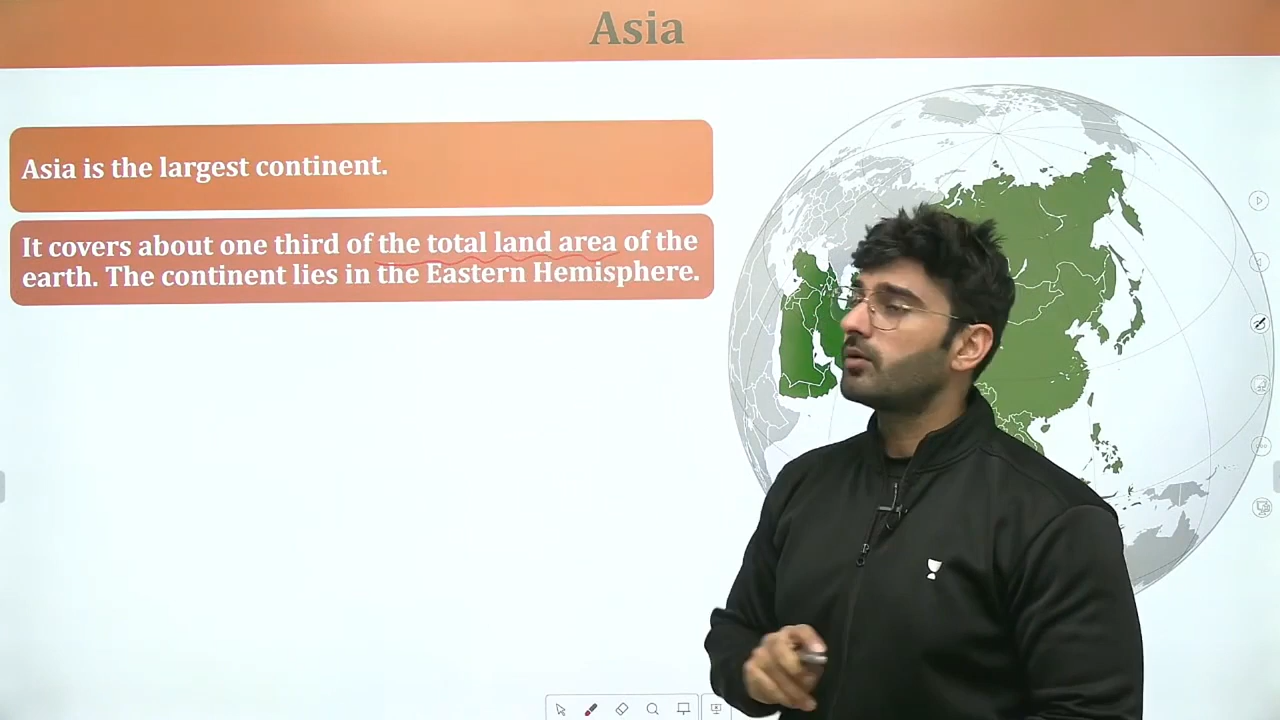 Asia
Asia is the largest continent.
It covers about one third of the total land area of the
earth. The continent lies in the Eastern Hemisphere.